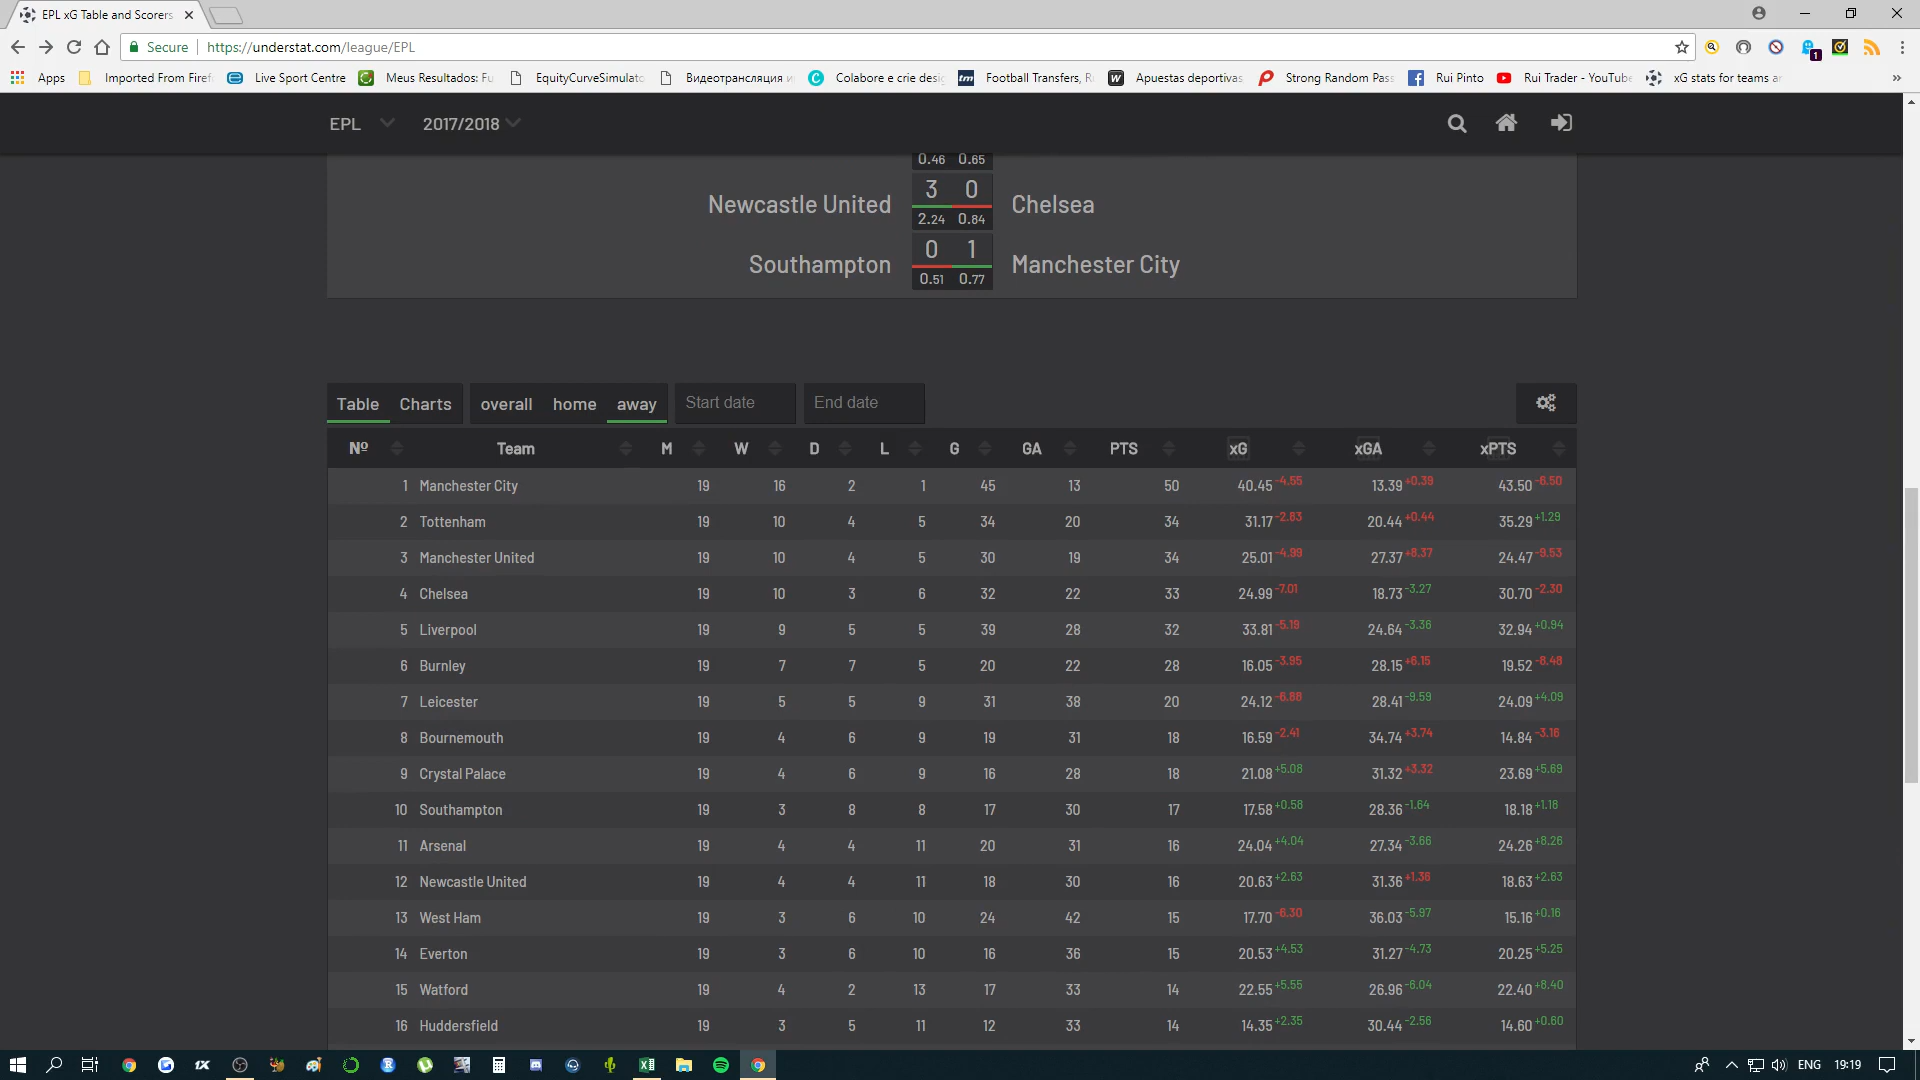 EPL xG Table and Scorers
Secure https://understat.com/league/EPL
Apps Imported From Firef Live Sport Centre Meus Resultados: Fu EquityCurveSimulato Видеотрансляция Colabore e crie desig Football Transfers, R Apuestas deportivas Strong Random Pass Rui Pinto Rui Trader - YouTube xG stats for teams ar
EPL 2017/2018
0.46 0.65
Newcastle United 3 0 Chelsea
2.24 0.84
Southampton 0 1 Manchester City
0.51 0.77
Table Charts overall home away Start date End date
Nº Team M W D L G GA PTS xG xGA xPTS
1 Manchester City 19 16 2 1 45 13 50 40.45 -4.55 13.39 +0.39 43.50 -6.50
2 Tottenham 19 10 4 5 34 20 34 31.17 -2.83 20.44 +0.44 35.29 +1.29
3 Manchester United 19 10 4 5 30 19 34 25.01 -4.99 27.37 +8.37 24.47 -9.53
4 Chelsea 19 10 3 6 32 22 33 24.99 -7.01 18.73 -3.27 30.70 -2.30
5 Liverpool 19 9 5 5 39 28 32 33.81 -5.19 24.64 -3.36 32.94 +0.94
6 Burnley 19 7 7 5 20 22 28 16.05 -3.95 28.15 +6.15 19.52 -8.48
7 Leicester 19 5 5 9 31 38 20 24.12 -6.88 28.41 -9.59 24.09 +4.09
8 Bournemouth 19 4 6 9 19 31 18 16.59 -2.41 34.74 +3.74 14.84 -3.16
9 Crystal Palace 19 4 6 9 16 28 18 21.08 +5.08 31.32 +3.32 23.69 +5.69
10 Southampton 19 3 8 8 17 30 17 17.58 +0.58 28.36 -1.64 18.18 +1.18
11 Arsenal 19 4 4 11 20 31 16 24.04 +4.04 27.34 -3.66 24.26 +8.26
12 Newcastle United 19 4 4 11 18 30 16 20.63 +2.63 31.36 +1.36 18.63 +2.63
13 West Ham 19 3 6 10 24 42 15 17.70 -6.30 36.03 -5.97 15.16 +0.16
14 Everton 19 3 6 10 16 36 15 20.53 +4.53 31.27 -4.73 20.25 +5.25
15 Watford 19 4 2 13 17 33 14 22.55 +5.55 26.96 -6.04 22.40 +8.40
16 Huddersfield 19 3 5 11 12 33 14 14.35 +2.35 30.44 -2.56 14.60 +0.60
ENG 19:19